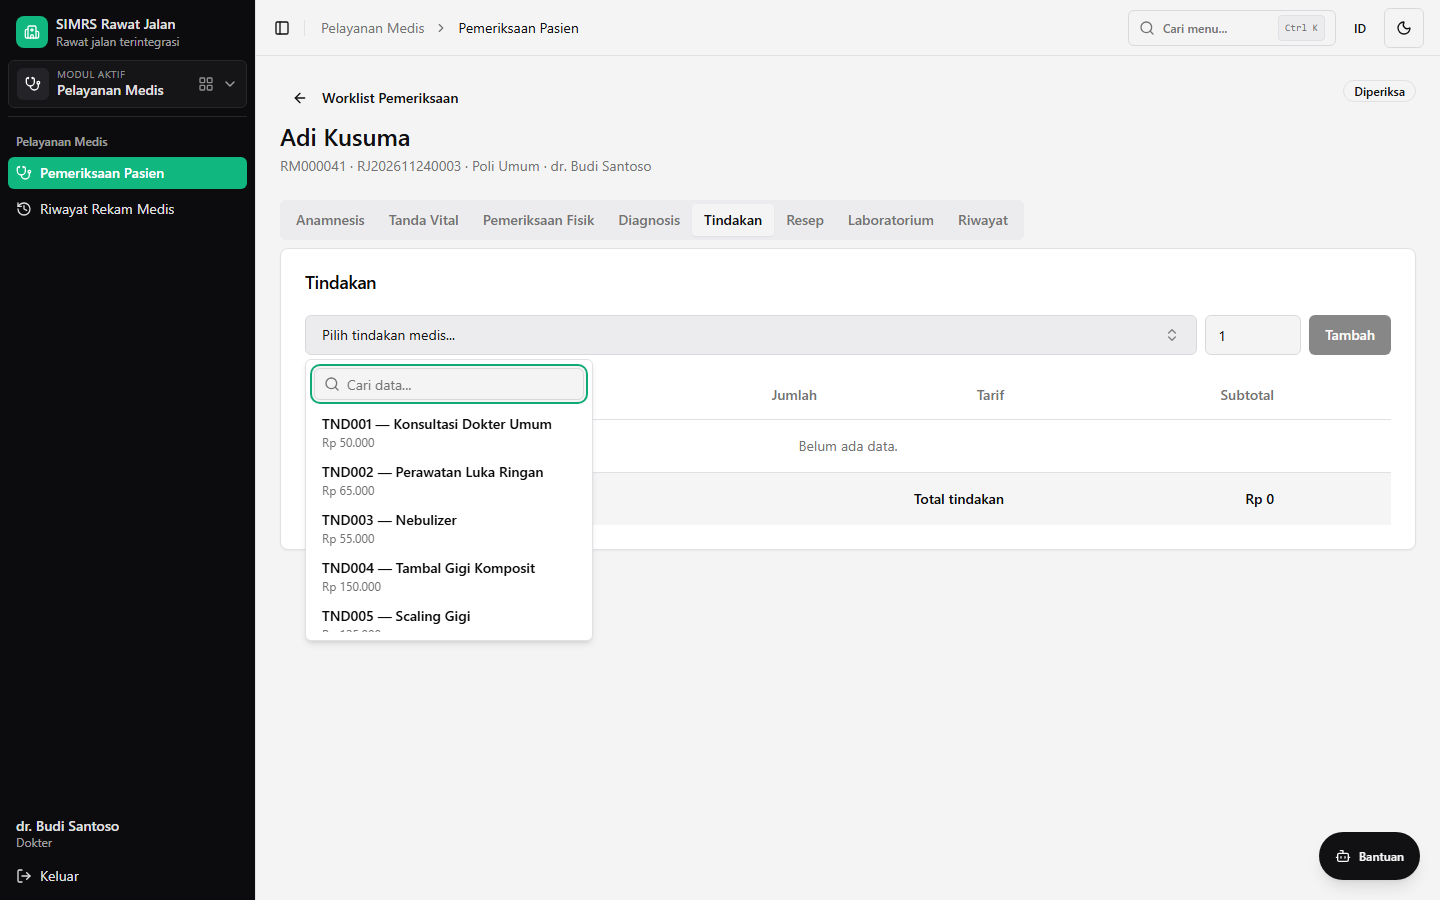 SIMRS Rawat Jalan
Rawat jalan terintegrasi
MODUL AKTIF
Pelayanan Medis
Pelayanan Medis
Pemeriksaan Pasien
Riwayat Rekam Medis
dr. Budi Santoso
Dokter
Keluar
Pelayanan Medis > Pemeriksaan Pasien
Cari menu... Ctrl K
ID
Worklist Pemeriksaan
Diperiksa
Adi Kusuma
RM000041 · RJ202611240003 · Poli Umum · dr. Budi Santoso
Anamnesis Tanda Vital Pemeriksaan Fisik Diagnosis Tindakan Resep Laboratorium Riwayat
Tindakan
Pilih tindakan medis... 1 Tambah
Cari data...
TND001 — Konsultasi Dokter Umum
Rp 50.000
TND002 — Perawatan Luka Ringan
Rp 65.000
TND003 — Nebulizer
Rp 55.000
TND004 — Tambal Gigi Komposit
Rp 150.000
TND005 — Scaling Gigi
Jumlah Tarif Subtotal
Belum ada data.
Total tindakan Rp 0
Bantuan